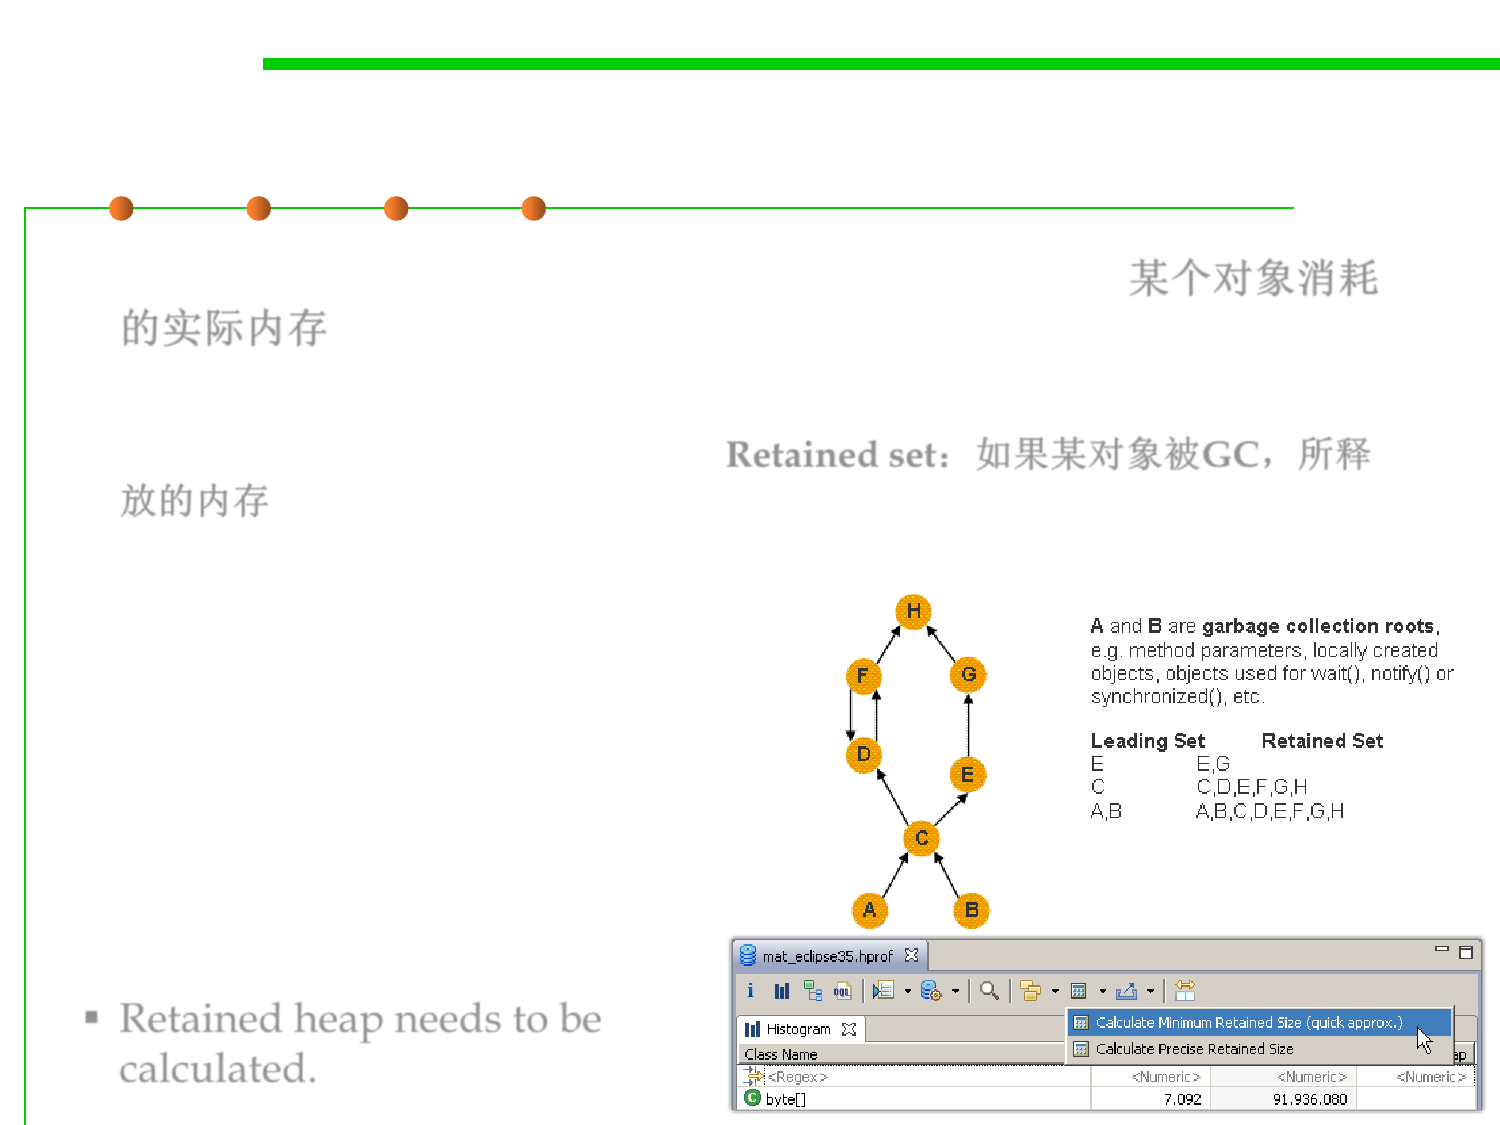 某个对象消耗
的实际内存
Retained set：如果某对象被GC，所释
放的内存
H
F
G
D
E
C
A
B
A and B are garbage collection roots,
e.g. method parameters, locally created
objects, objects used for wait(), notify() or
synchronized(), etc.
Leading Set Retained Set
E E,G
C C,D,E,F,G,H
A,B A,B,C,D,E,F,G,H
▪ Retained heap needs to be
calculated.
mat_eclipse35.hprof
i OQL
Histogram
Calculate Minimum Retained Size (quick approx.)
Class Name
Calculate Precise Retained Size
ap
<Regex> <Numeric> <Numeric> <Numeric>
C byte[] 7.092 91.936.080